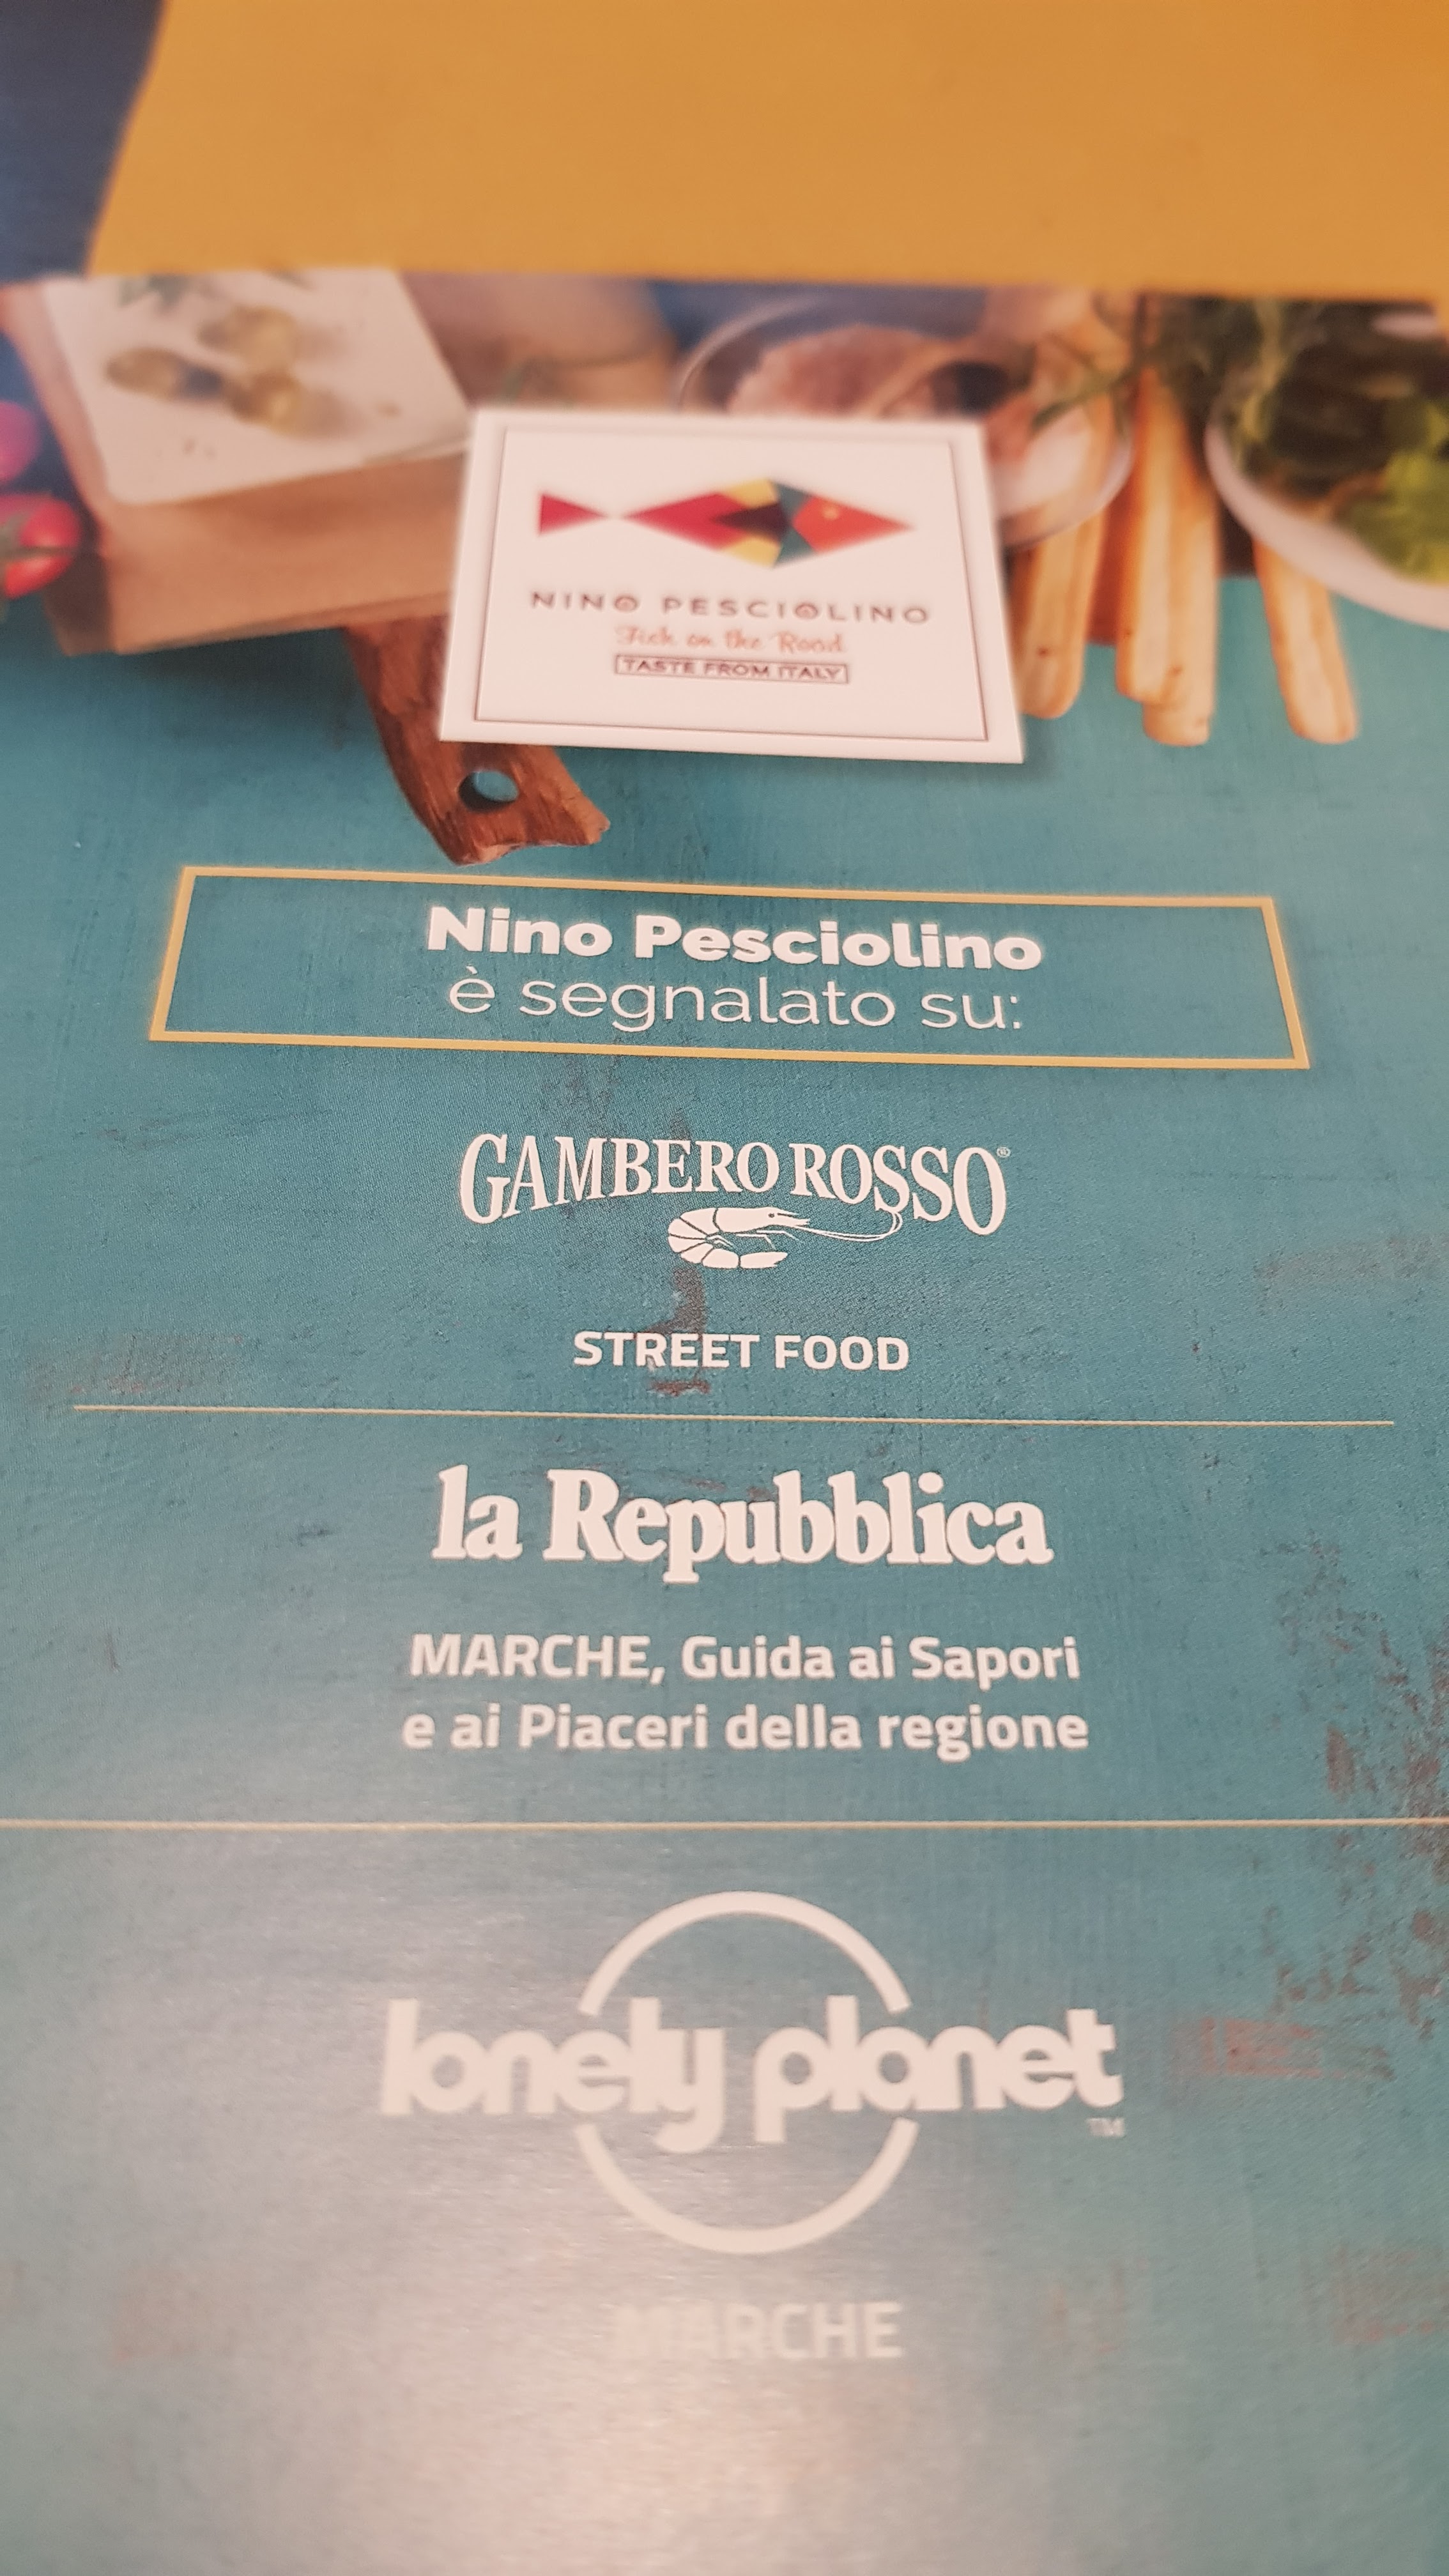 NINO PESCIOLINO
Fish on the Road
TASTE FROM ITALY
Nino Pesciolino
è segnalato su:
GAMBERO ROSSO®
STREET FOOD
la Repubblica
MARCHE, Guida ai Sapori
e ai Piaceri della regione
lonely planet
TM
MARCHE